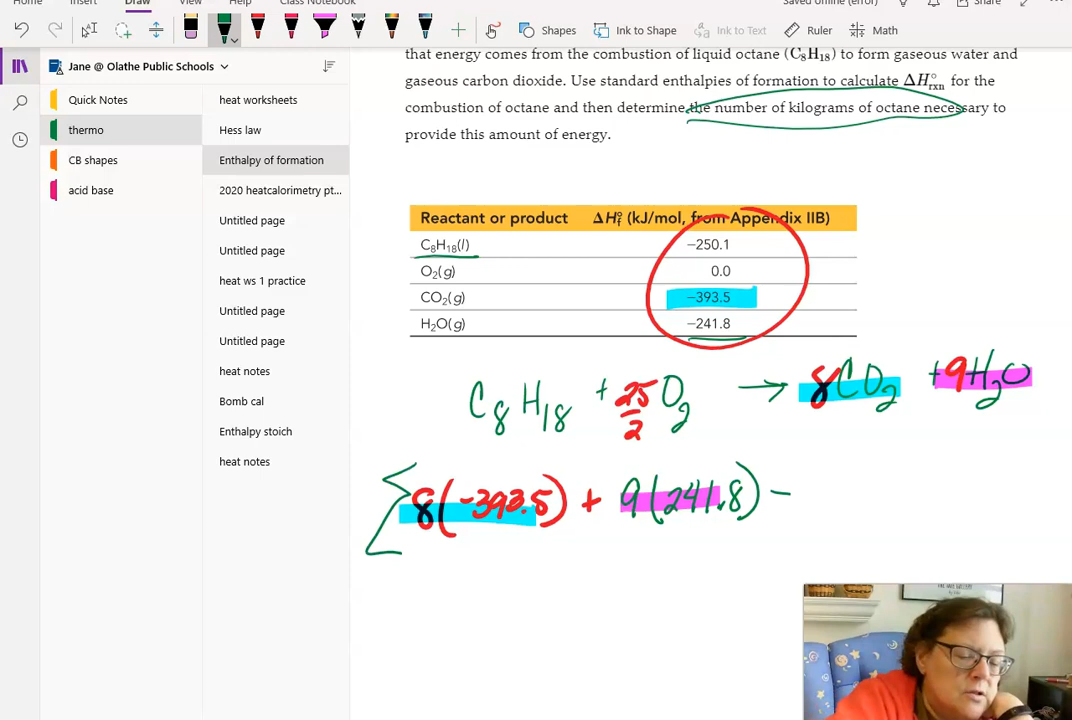 Insert Draw View Help Class Notebook Saved online (error) Share
Shapes Ink to Shape Ink to Text Ruler Math
Jane @ Olathe Public Schools
Quick Notes
thermo
CB shapes
acid base
heat worksheets
Hess law
Enthalpy of formation
2020 heatcalorimetry pt...
Untitled page
Untitled page
heat ws 1 practice
Untitled page
Untitled page
heat notes
Bomb cal
Enthalpy stoich
heat notes
that energy comes from the combustion of liquid octane (C₈H₁₈) to form gaseous water and
gaseous carbon dioxide. Use standard enthalpies of formation to calculate ΔH°rxn for the
combustion of octane and then determine the number of kilograms of octane necessary to
provide this amount of energy.
Reactant or product ΔH°f (kJ/mol, from Appendix IIB)
C₈H₁₈(l) −250.1
O₂(g) 0.0
CO₂(g) −393.5
H₂O(g) −241.8
C₈H₁₈ + 25/2 O₂ → 8CO₂ + 9H₂O
Σ 8(-393.5) + 9(241.8) −